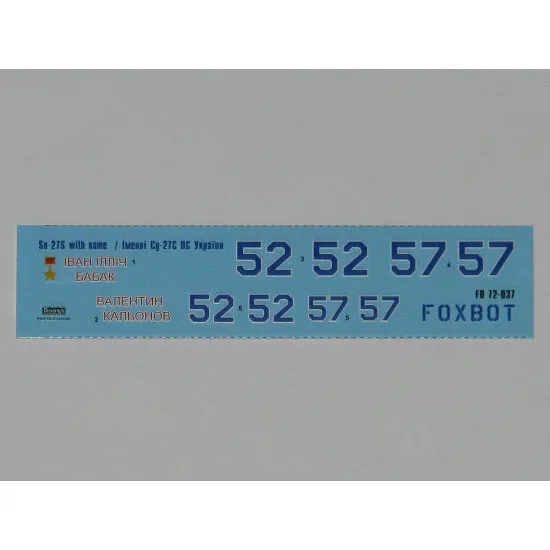 Su-27S with name / Іменні Су-27С ПС України
ІВАН ІЛЛІЧ 1
БАБАК
52 3 52 57 4 57
FB 72-037
ВАЛЕНТИН
2 КАЛЬОНОВ
52 6 52 57 5 57
FOXBOT